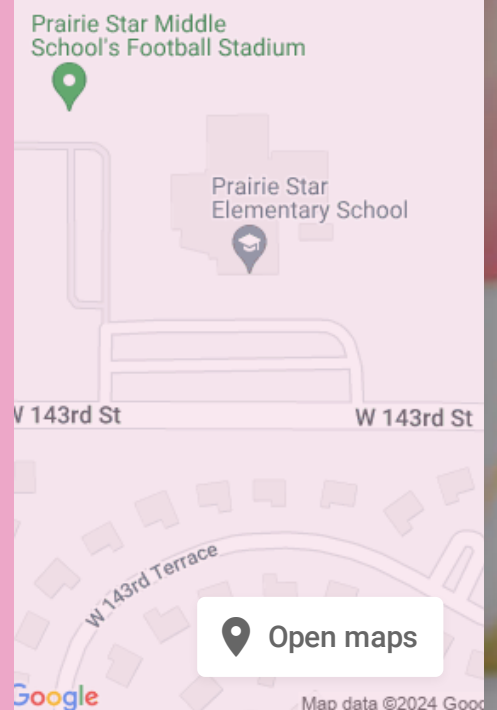 Prairie Star Middle
School's Football Stadium
Prairie Star
Elementary School
W 143rd St
W 143rd St
W 143rd Terrace
Open maps
Google
Map data ©2024 Goog